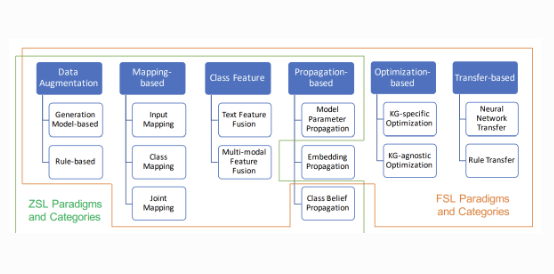 Data
Augmentation
Mapping-
based
Class Feature
Propagation-
based
Optimization-
based
Transfer-based
Generation
Model-based
Input
Mapping
Text Feature
Fusion
Model
Parameter
Propagation
KG-specific
Optimization
Neural
Network
Transfer
Rule-based
Class
Mapping
Multi-modal
Feature
Fusion
Embedding
Propagation
KG-agnostic
Optimization
Rule Transfer
Joint
Mapping
Class Belief
Propagation
ZSL Paradigms
and Categories
FSL Paradigms
and Categories